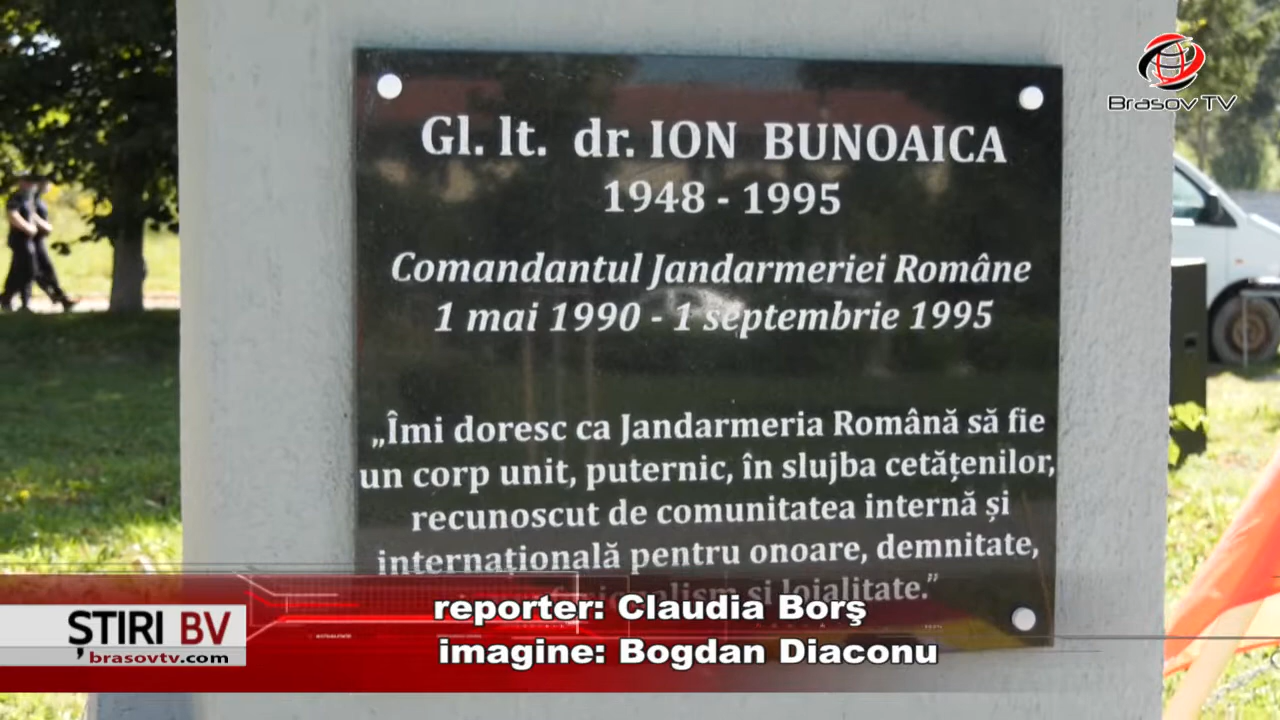 Brasov TV
Gl. lt. dr. ION BUNOAICA
1948 - 1995
Comandantul Jandarmeriei Române
1 mai 1990 - 1 septembrie 1995
„Îmi doresc ca Jandarmeria Română să fie
un corp unit, puternic, în slujba cetățenilor,
recunoscut de comunitatea internă și
internațională pentru onoare, demnitate,
și loialitate.”
reporter: Claudia Borş
imagine: Bogdan Diaconu
ȘTIRI BV
brasovtv.com